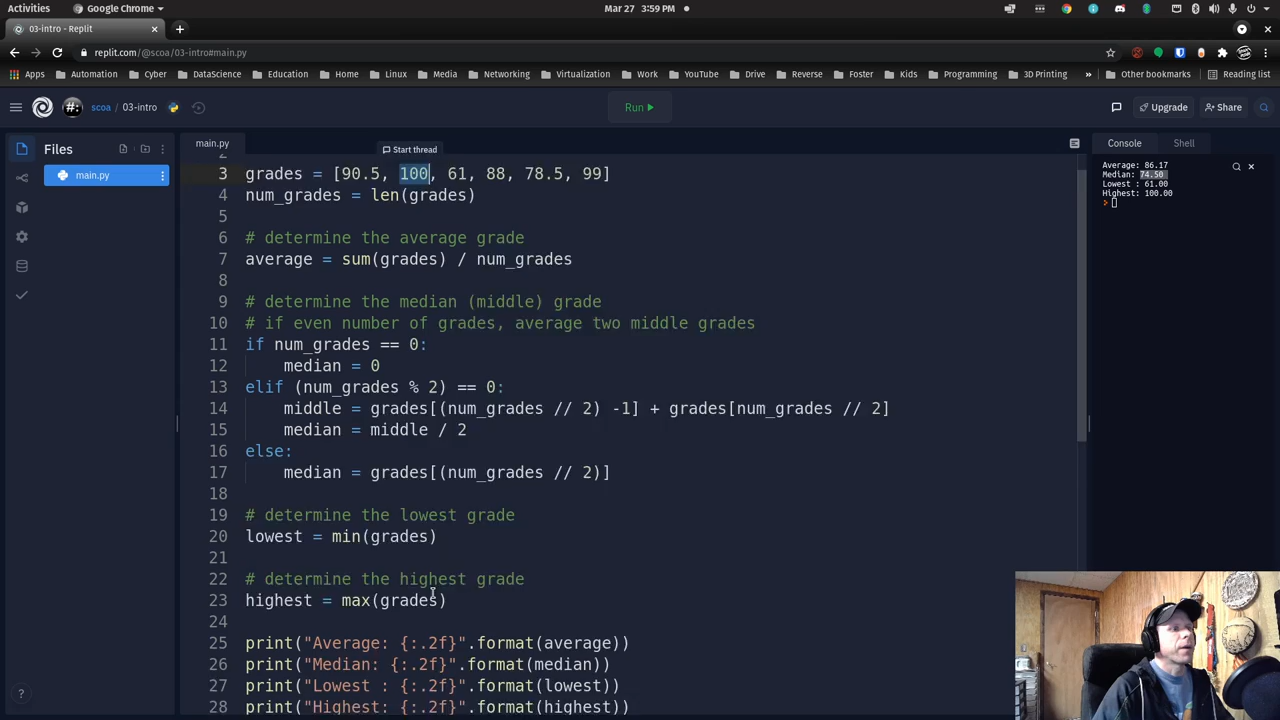 Activities
Google Chrome
Mar 27 3:59 PM
03-intro - Replit
replit.com/@scoa/03-intro#main.py
Apps Automation Cyber DataScience Education Home Linux Media Networking Virtualization Work YouTube Drive Reverse Foster Kids Programming 3D Printing » Other bookmarks Reading list
scoa / 03-intro
Run
Upgrade
Share
Files
main.py
main.py
Start thread
Console
Shell
2
3 grades = [90.5, 100, 61, 88, 78.5, 99]
4 num_grades = len(grades)
5
6 # determine the average grade
7 average = sum(grades) / num_grades
8
9 # determine the median (middle) grade
10 # if even number of grades, average two middle grades
11 if num_grades == 0:
12 median = 0
13 elif (num_grades % 2) == 0:
14 middle = grades[(num_grades // 2) -1] + grades[num_grades // 2]
15 median = middle / 2
16 else:
17 median = grades[(num_grades // 2)]
18
19 # determine the lowest grade
20 lowest = min(grades)
21
22 # determine the highest grade
23 highest = max(grades)
24
25 print("Average: {:.2f}".format(average))
26 print("Median: {:.2f}".format(median))
27 print("Lowest : {:.2f}".format(lowest))
28 print("Highest: {:.2f}".format(highest))
Average: 86.17
Median: 74.50
Lowest : 61.00
Highest: 100.00
>
?